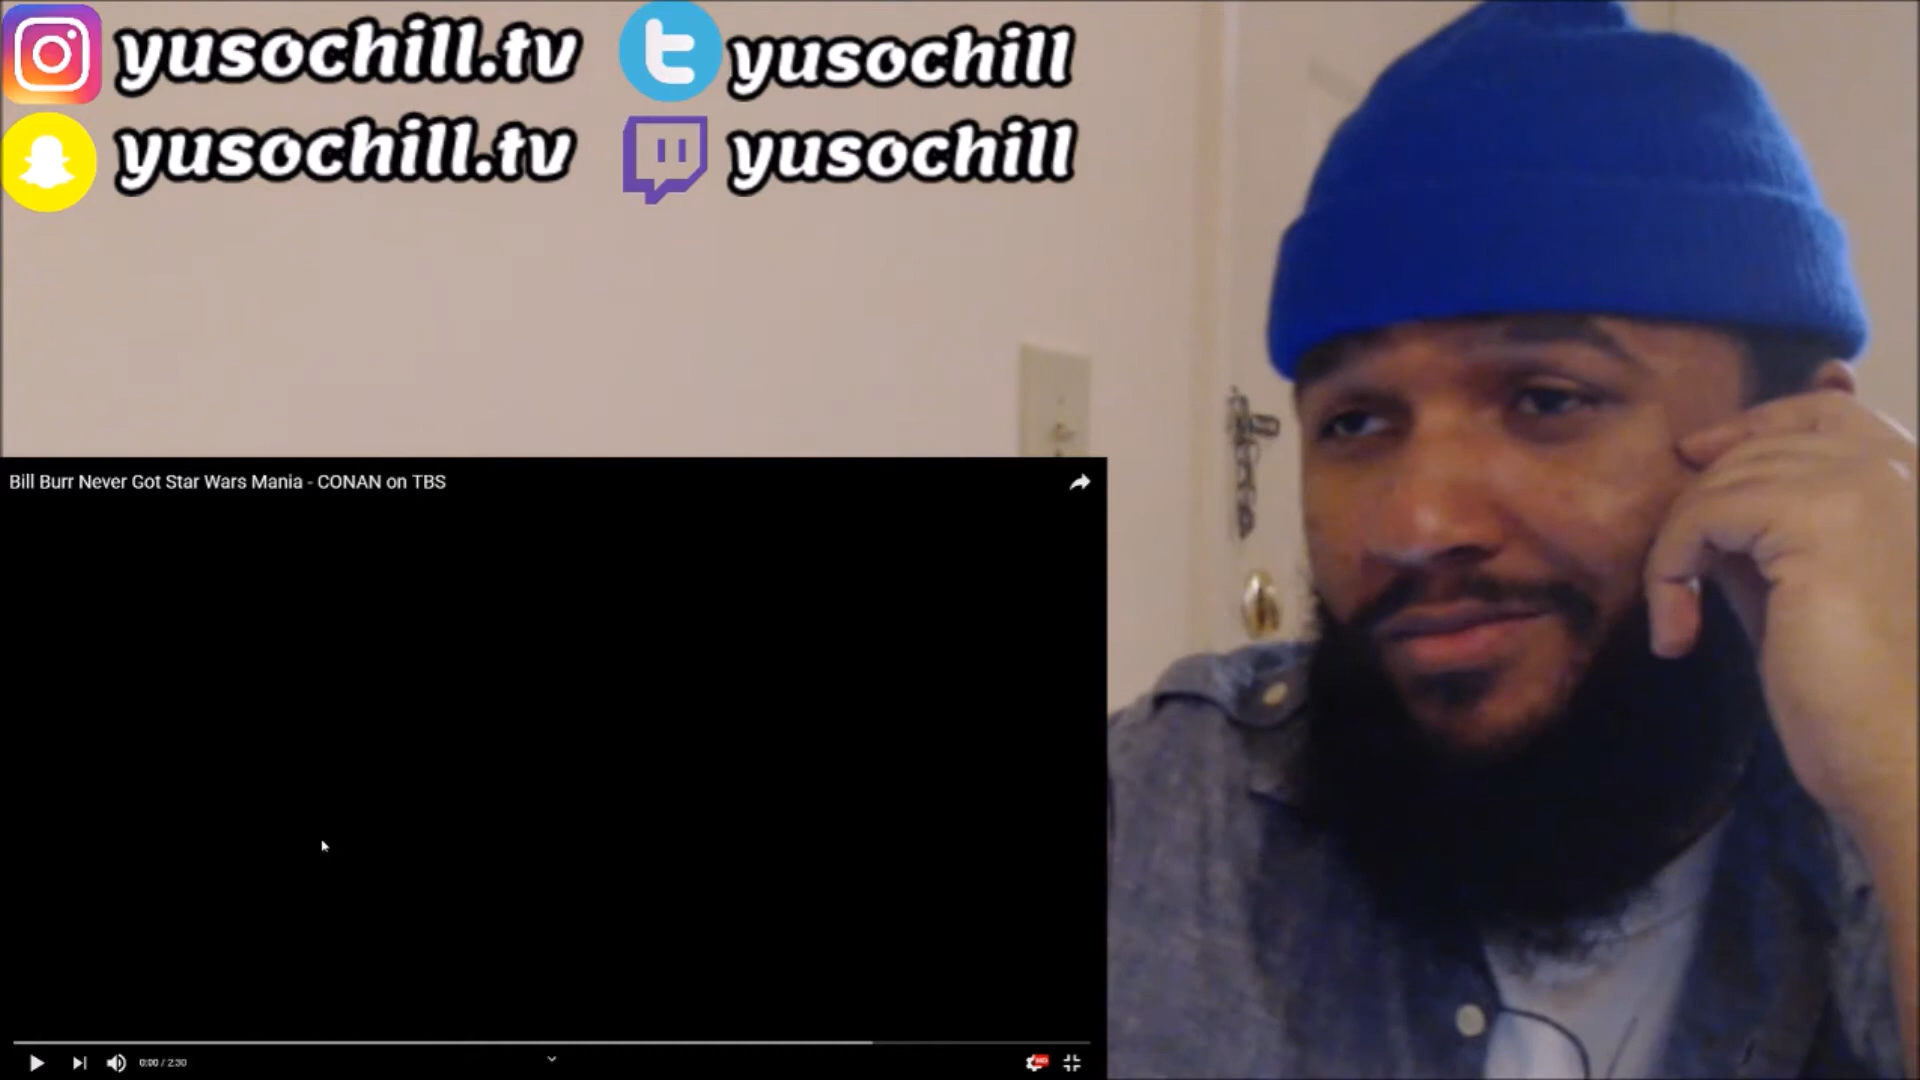 yusochill.tv
yusochill
yusochill.tv
yusochill
Bill Burr Never Got Star Wars Mania - CONAN on TBS
0:00 / 2:30